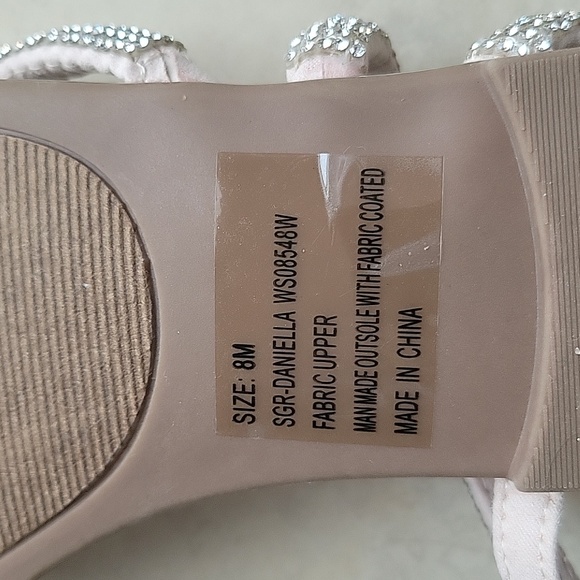 SIZE: 8M
SGR-DANIELLA WS08548W
FABRIC UPPER
MAN MADE OUTSOLE WITH FABRIC COATED
MADE IN CHINA